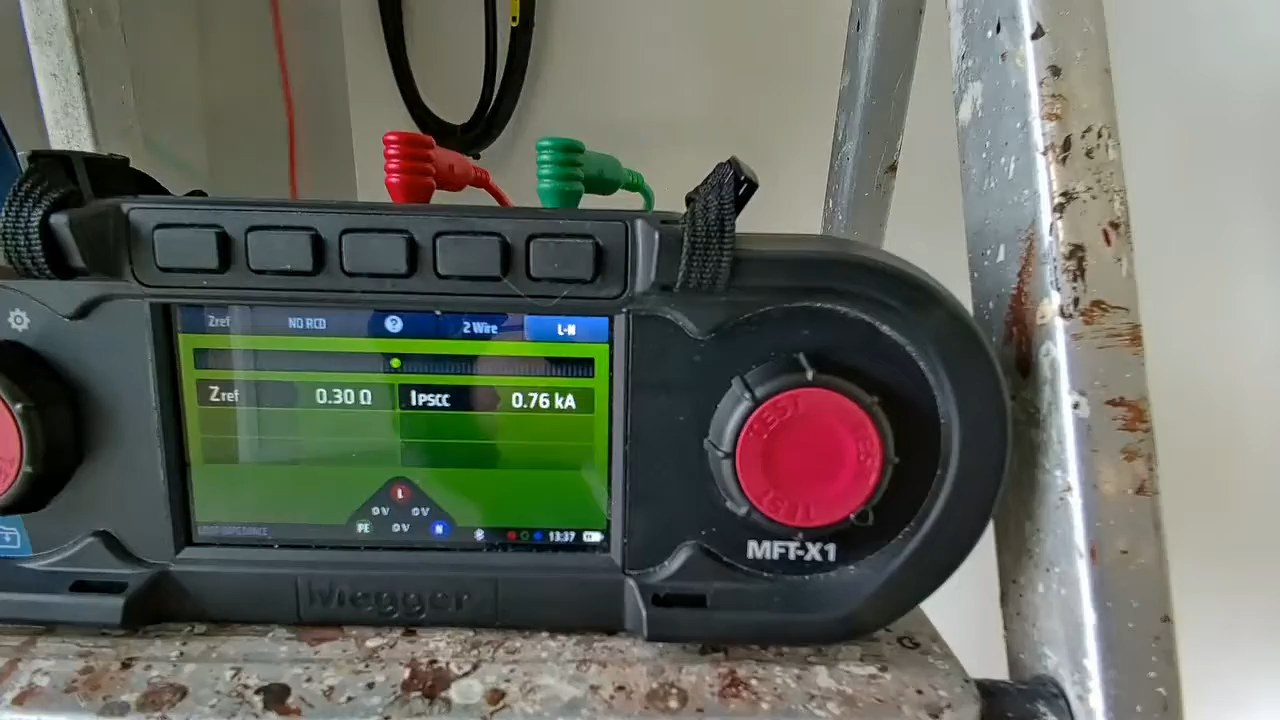 Zref NO RCD ? 2 Wire L-N
Zref 0.30 Ω IPSCC 0.76 kA
L
0V 0V
PE 0V N 13:37
TEST
TEST
MFT-X1
Megger
G